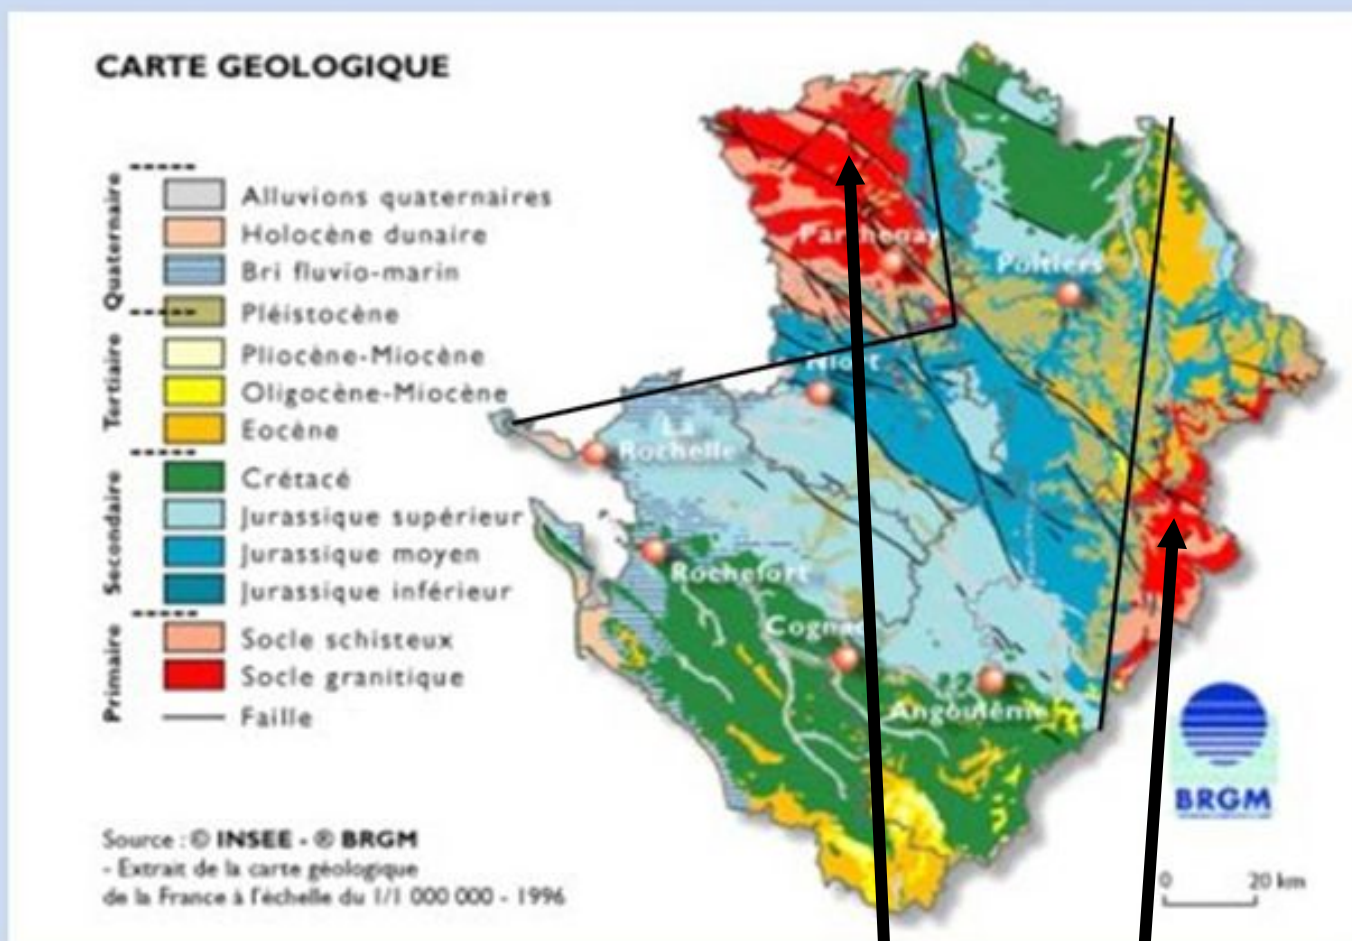 CARTE GEOLOGIQUE
Quaternaire
Alluvions quaternaires
Holocène dunaire
Bri fluvio-marin
Pléistocène
Tertiaire
Pliocène-Miocène
Oligocène-Miocène
Eocène
Secondaire
Crétacé
Jurassique supérieur
Jurassique moyen
Jurassique inférieur
Primaire
Socle schisteux
Socle granitique
Faille
Parthenay
Poitiers
Niort
La
Rochelle
Rochefort
Cognac
Angoulême
BRGM
0 20 km
Source : © INSEE - ® BRGM
- Extrait de la carte géologique
de la France à l'échelle du 1/1 000 000 - 1996